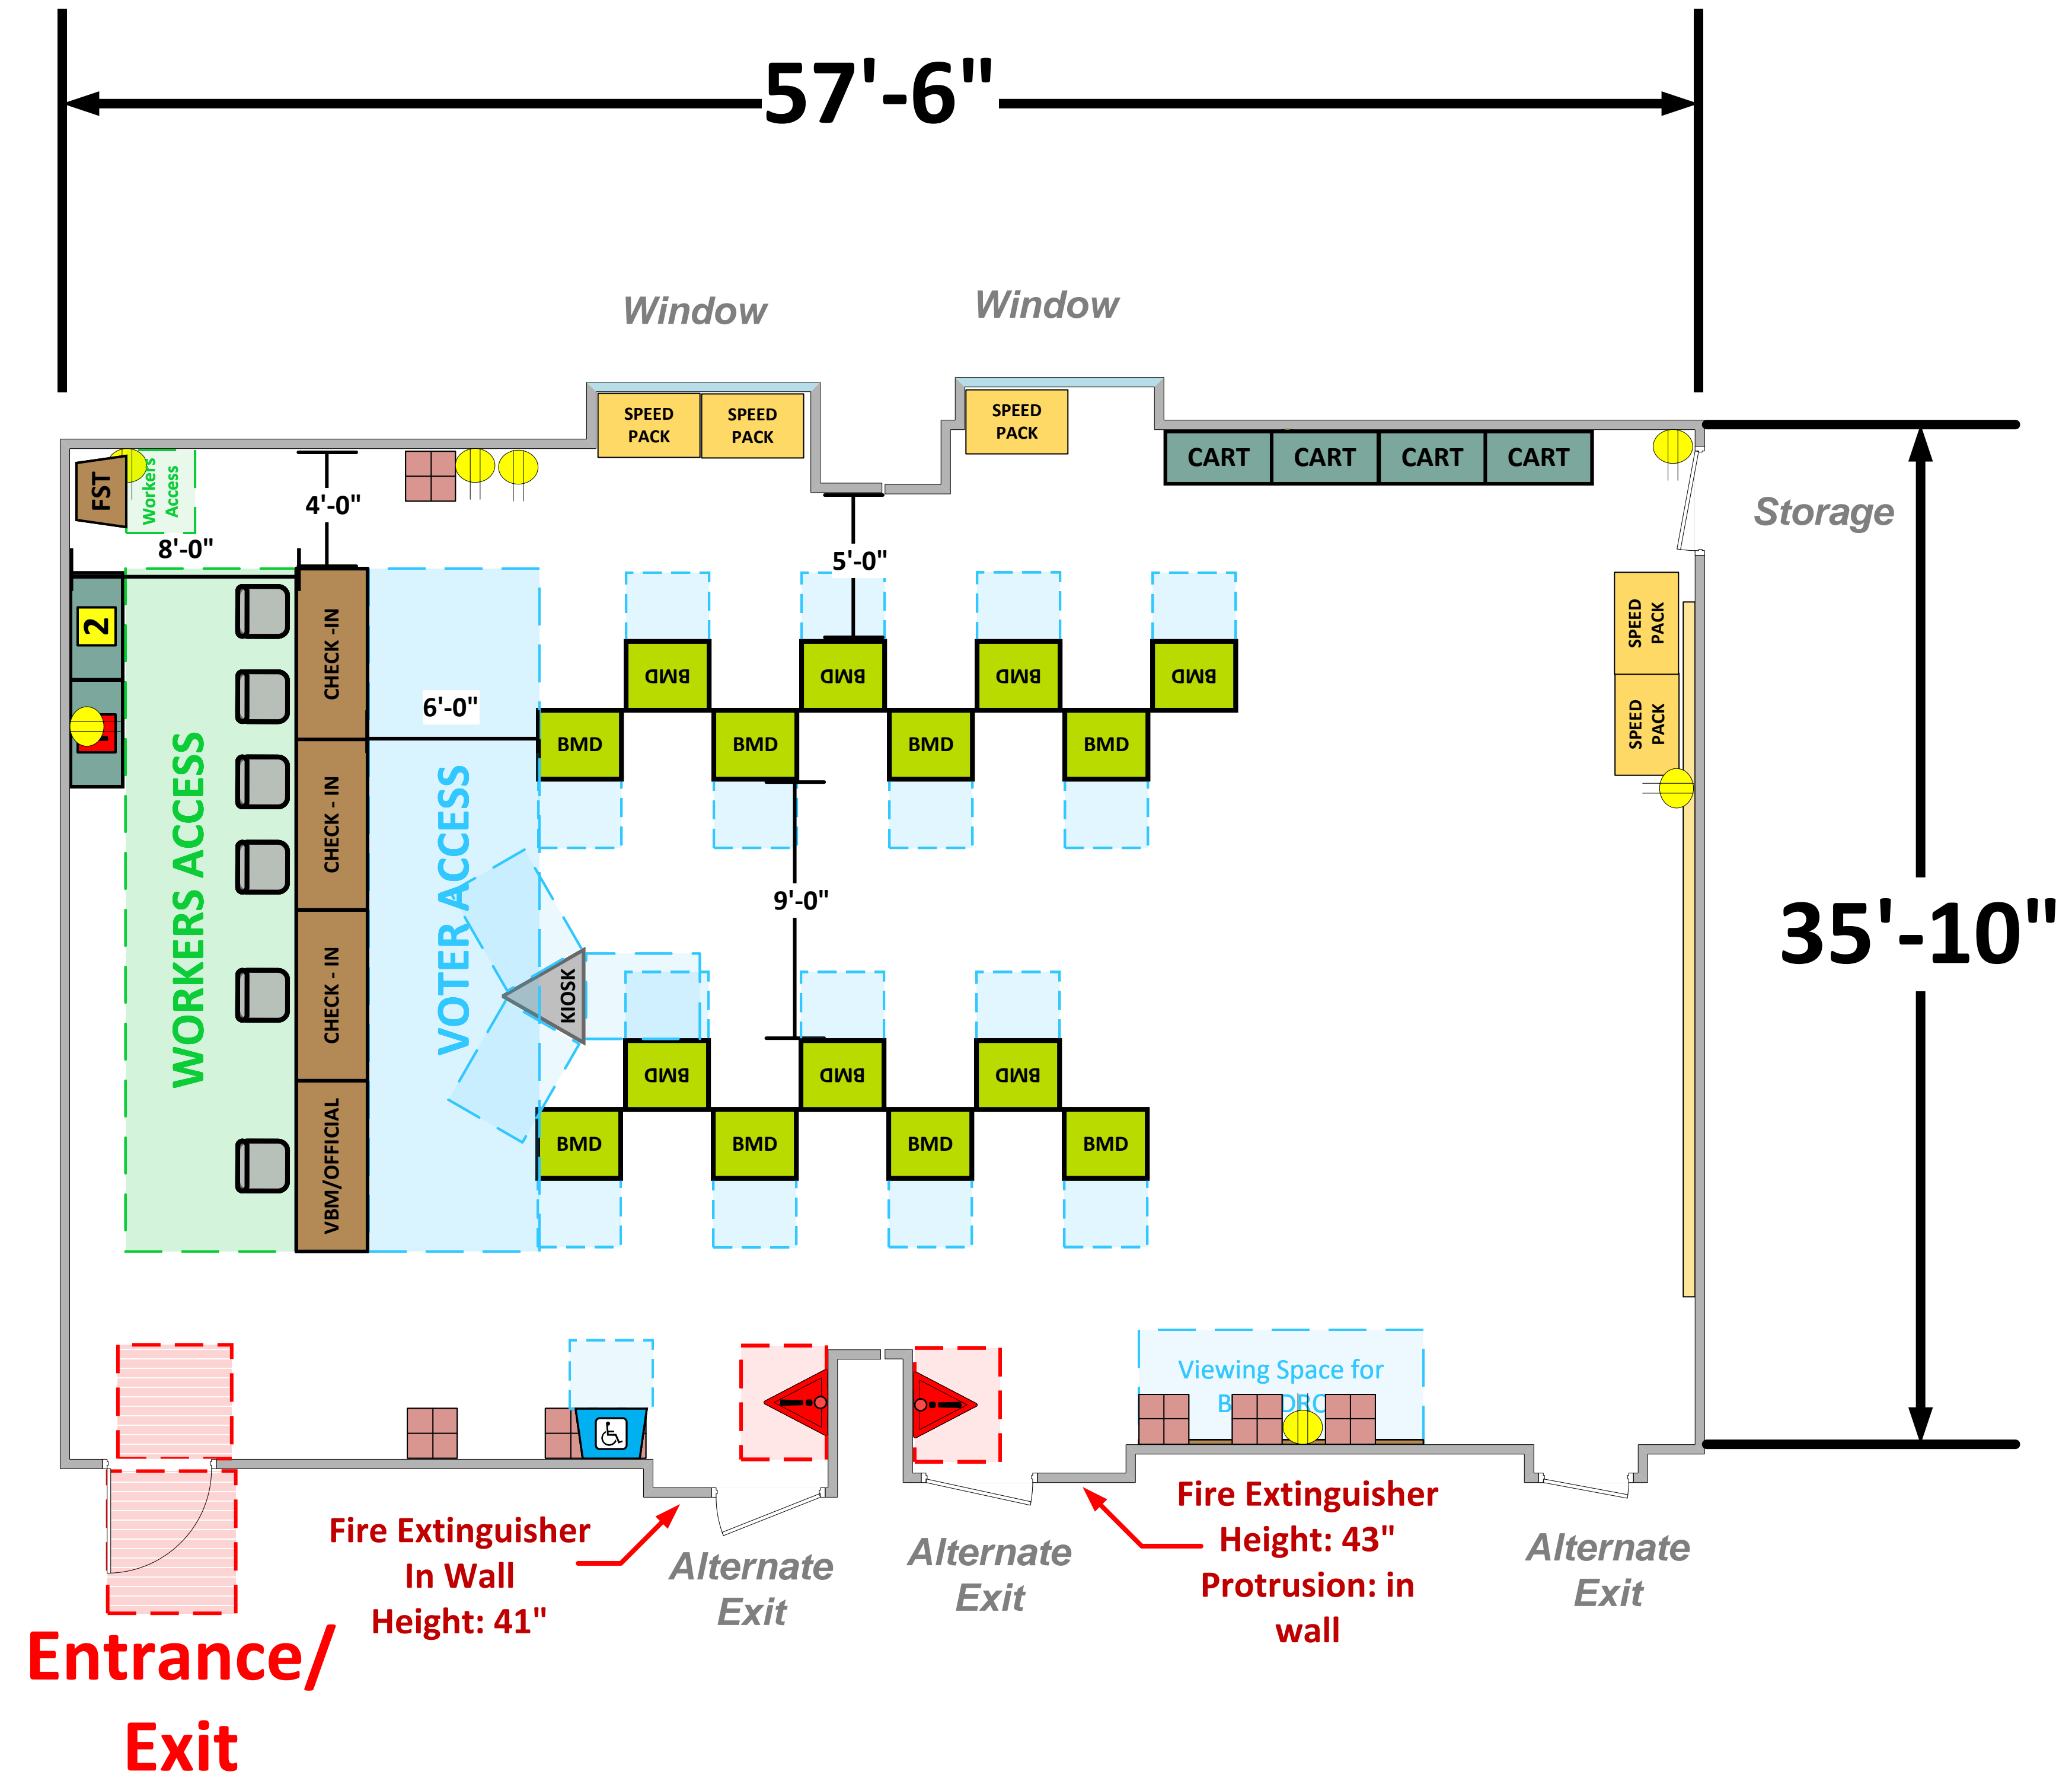 57'-6"
Window
Window
SPEED
PACK
SPEED
PACK
SPEED
PACK
CART
CART
CART
CART
FST
Workers
Access
4'-0"
Storage
8'-0"
5'-0"
2
CHECK -IN
SPEED
PACK
BMD
BMD
BMD
BMD
6'-0"
SPEED
PACK
BMD
BMD
BMD
BMD
WORKERS ACCESS
CHECK - IN
VOTER ACCESS
9'-0"
35'-10"
CHECK - IN
KIOSK
BMD
BMD
BMD
VBM/OFFICIAL
BMD
BMD
BMD
BMD
Viewing Space for
Fire Extinguisher
In Wall
Height: 41"
Alternate
Exit
Alternate
Exit
Fire Extinguisher
Height: 43"
Protrusion: in
wall
Alternate
Exit
Entrance/
Exit